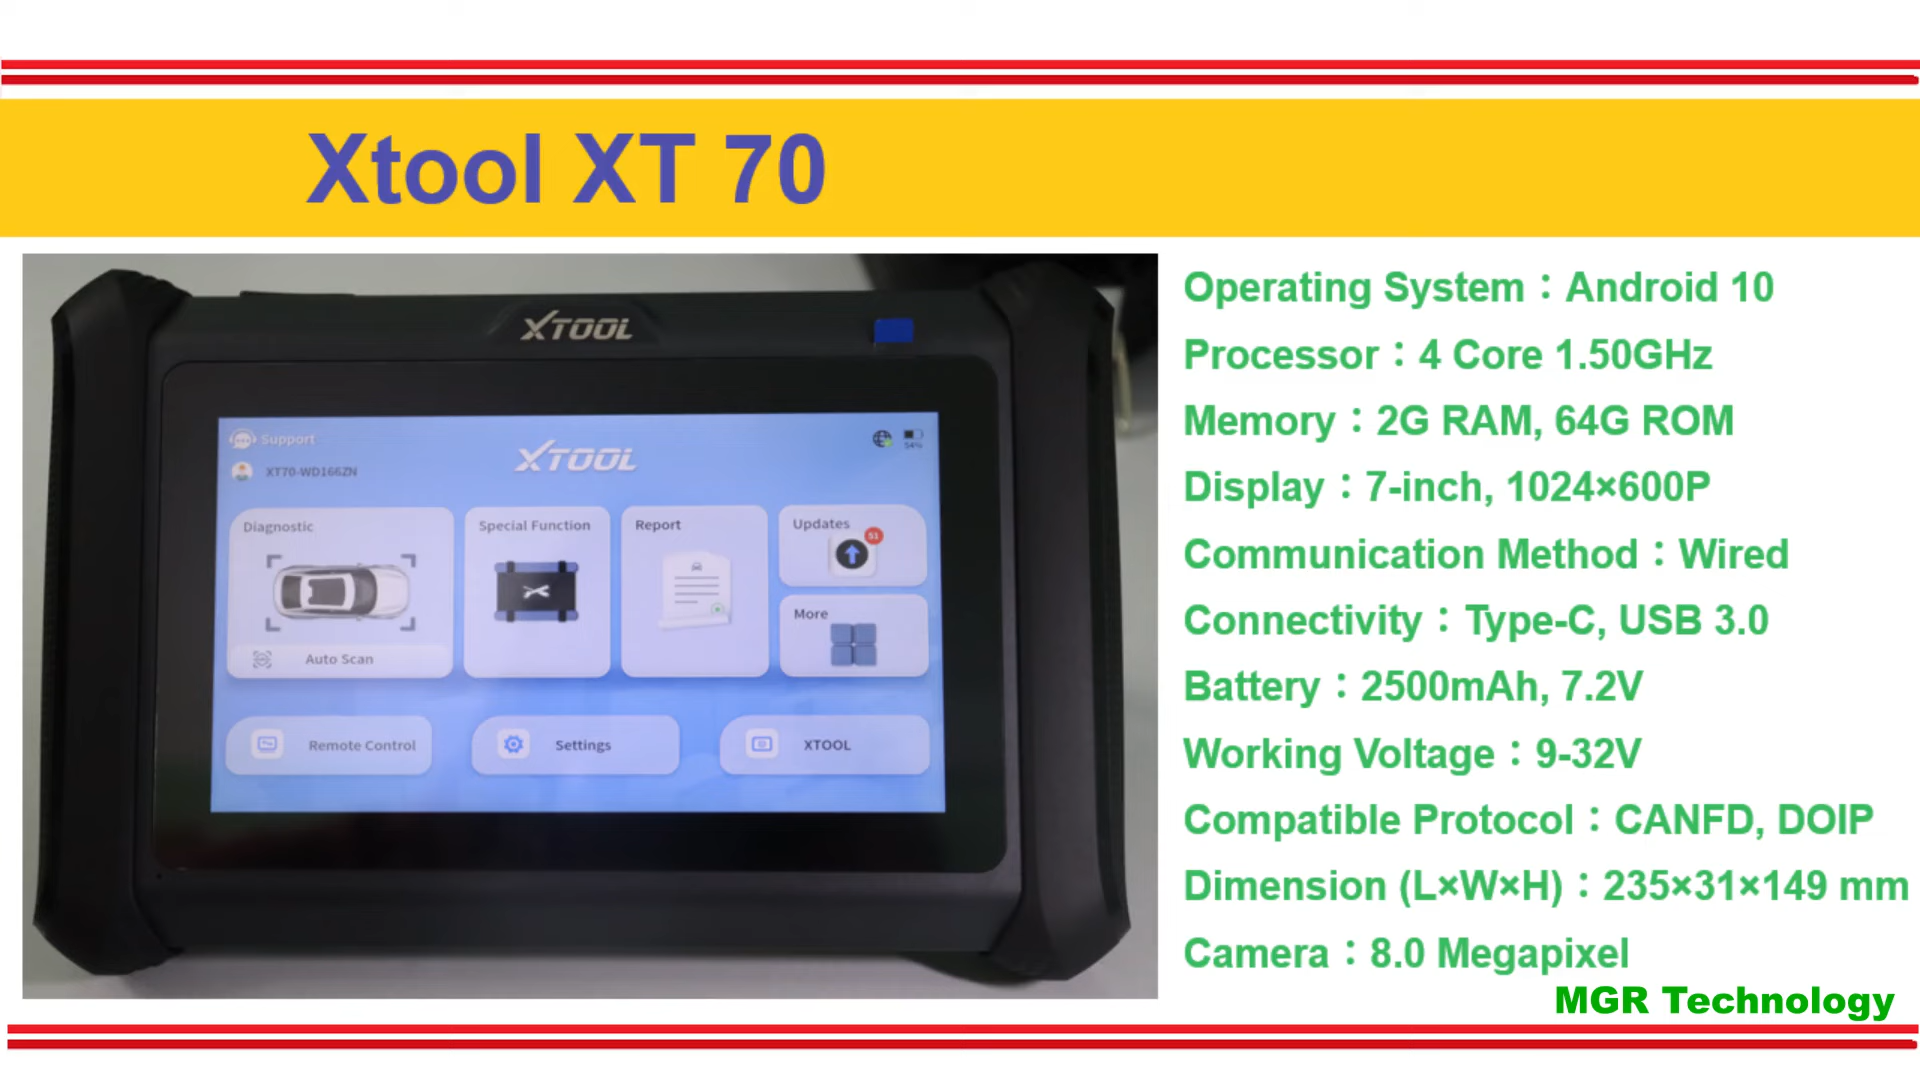 Xtool XT 70
XTOOL
Support
XT70-WD166ZN
XTOOL
54%
Diagnostic
Auto Scan
Special Function
Report
Updates
51
More
Remote Control
Settings
XTOOL
Operating System：Android 10
Processor：4 Core 1.50GHz
Memory：2G RAM, 64G ROM
Display：7-inch, 1024×600P
Communication Method：Wired
Connectivity：Type-C, USB 3.0
Battery：2500mAh, 7.2V
Working Voltage：9-32V
Compatible Protocol：CANFD, DOIP
Dimension (L×W×H)：235×31×149 mm
Camera：8.0 Megapixel
MGR Technology